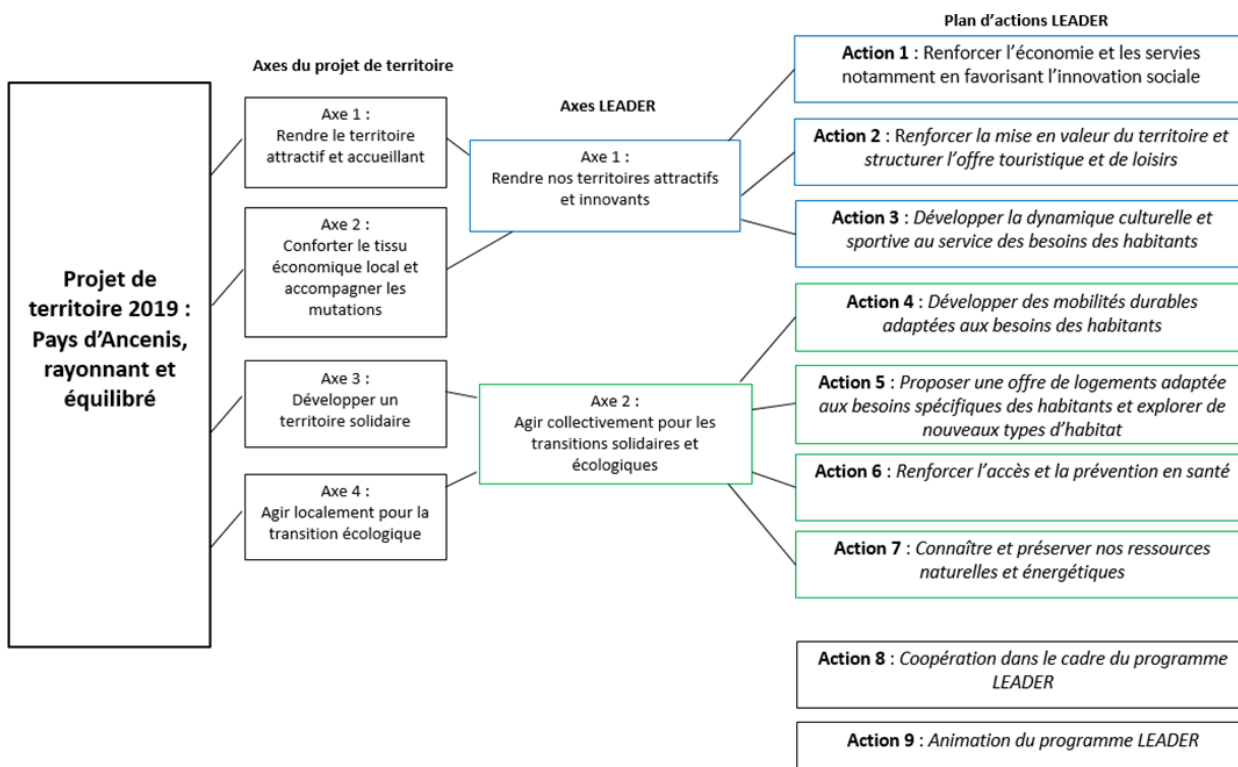 Plan d'actions LEADER
Axes du projet de territoire
Axes LEADER
Projet de
territoire 2019 :
Pays d'Ancenis,
rayonnant et
équilibré
Axe 1 :
Rendre le territoire
attractif et accueillant
Axe 2 :
Conforter le tissu
économique local et
accompagner les
mutations
Axe 3 :
Développer un
territoire solidaire
Axe 4 :
Agir localement pour la
transition écologique
Axe 1 :
Rendre nos territoires attractifs
et innovants
Axe 2 :
Agir collectivement pour les
transitions solidaires et
écologiques
Action 1 : Renforcer l'économie et les servies
notamment en favorisant l'innovation sociale
Action 2 : Renforcer la mise en valeur du territoire et
structurer l'offre touristique et de loisirs
Action 3 : Développer la dynamique culturelle et
sportive au service des besoins des habitants
Action 4 : Développer des mobilités durables
adaptées aux besoins des habitants
Action 5 : Proposer une offre de logements adaptée
aux besoins spécifiques des habitants et explorer de
nouveaux types d'habitat
Action 6 : Renforcer l'accès et la prévention en santé
Action 7 : Connaître et préserver nos ressources
naturelles et énergétiques
Action 8 : Coopération dans le cadre du programme
LEADER
Action 9 : Animation du programme LEADER